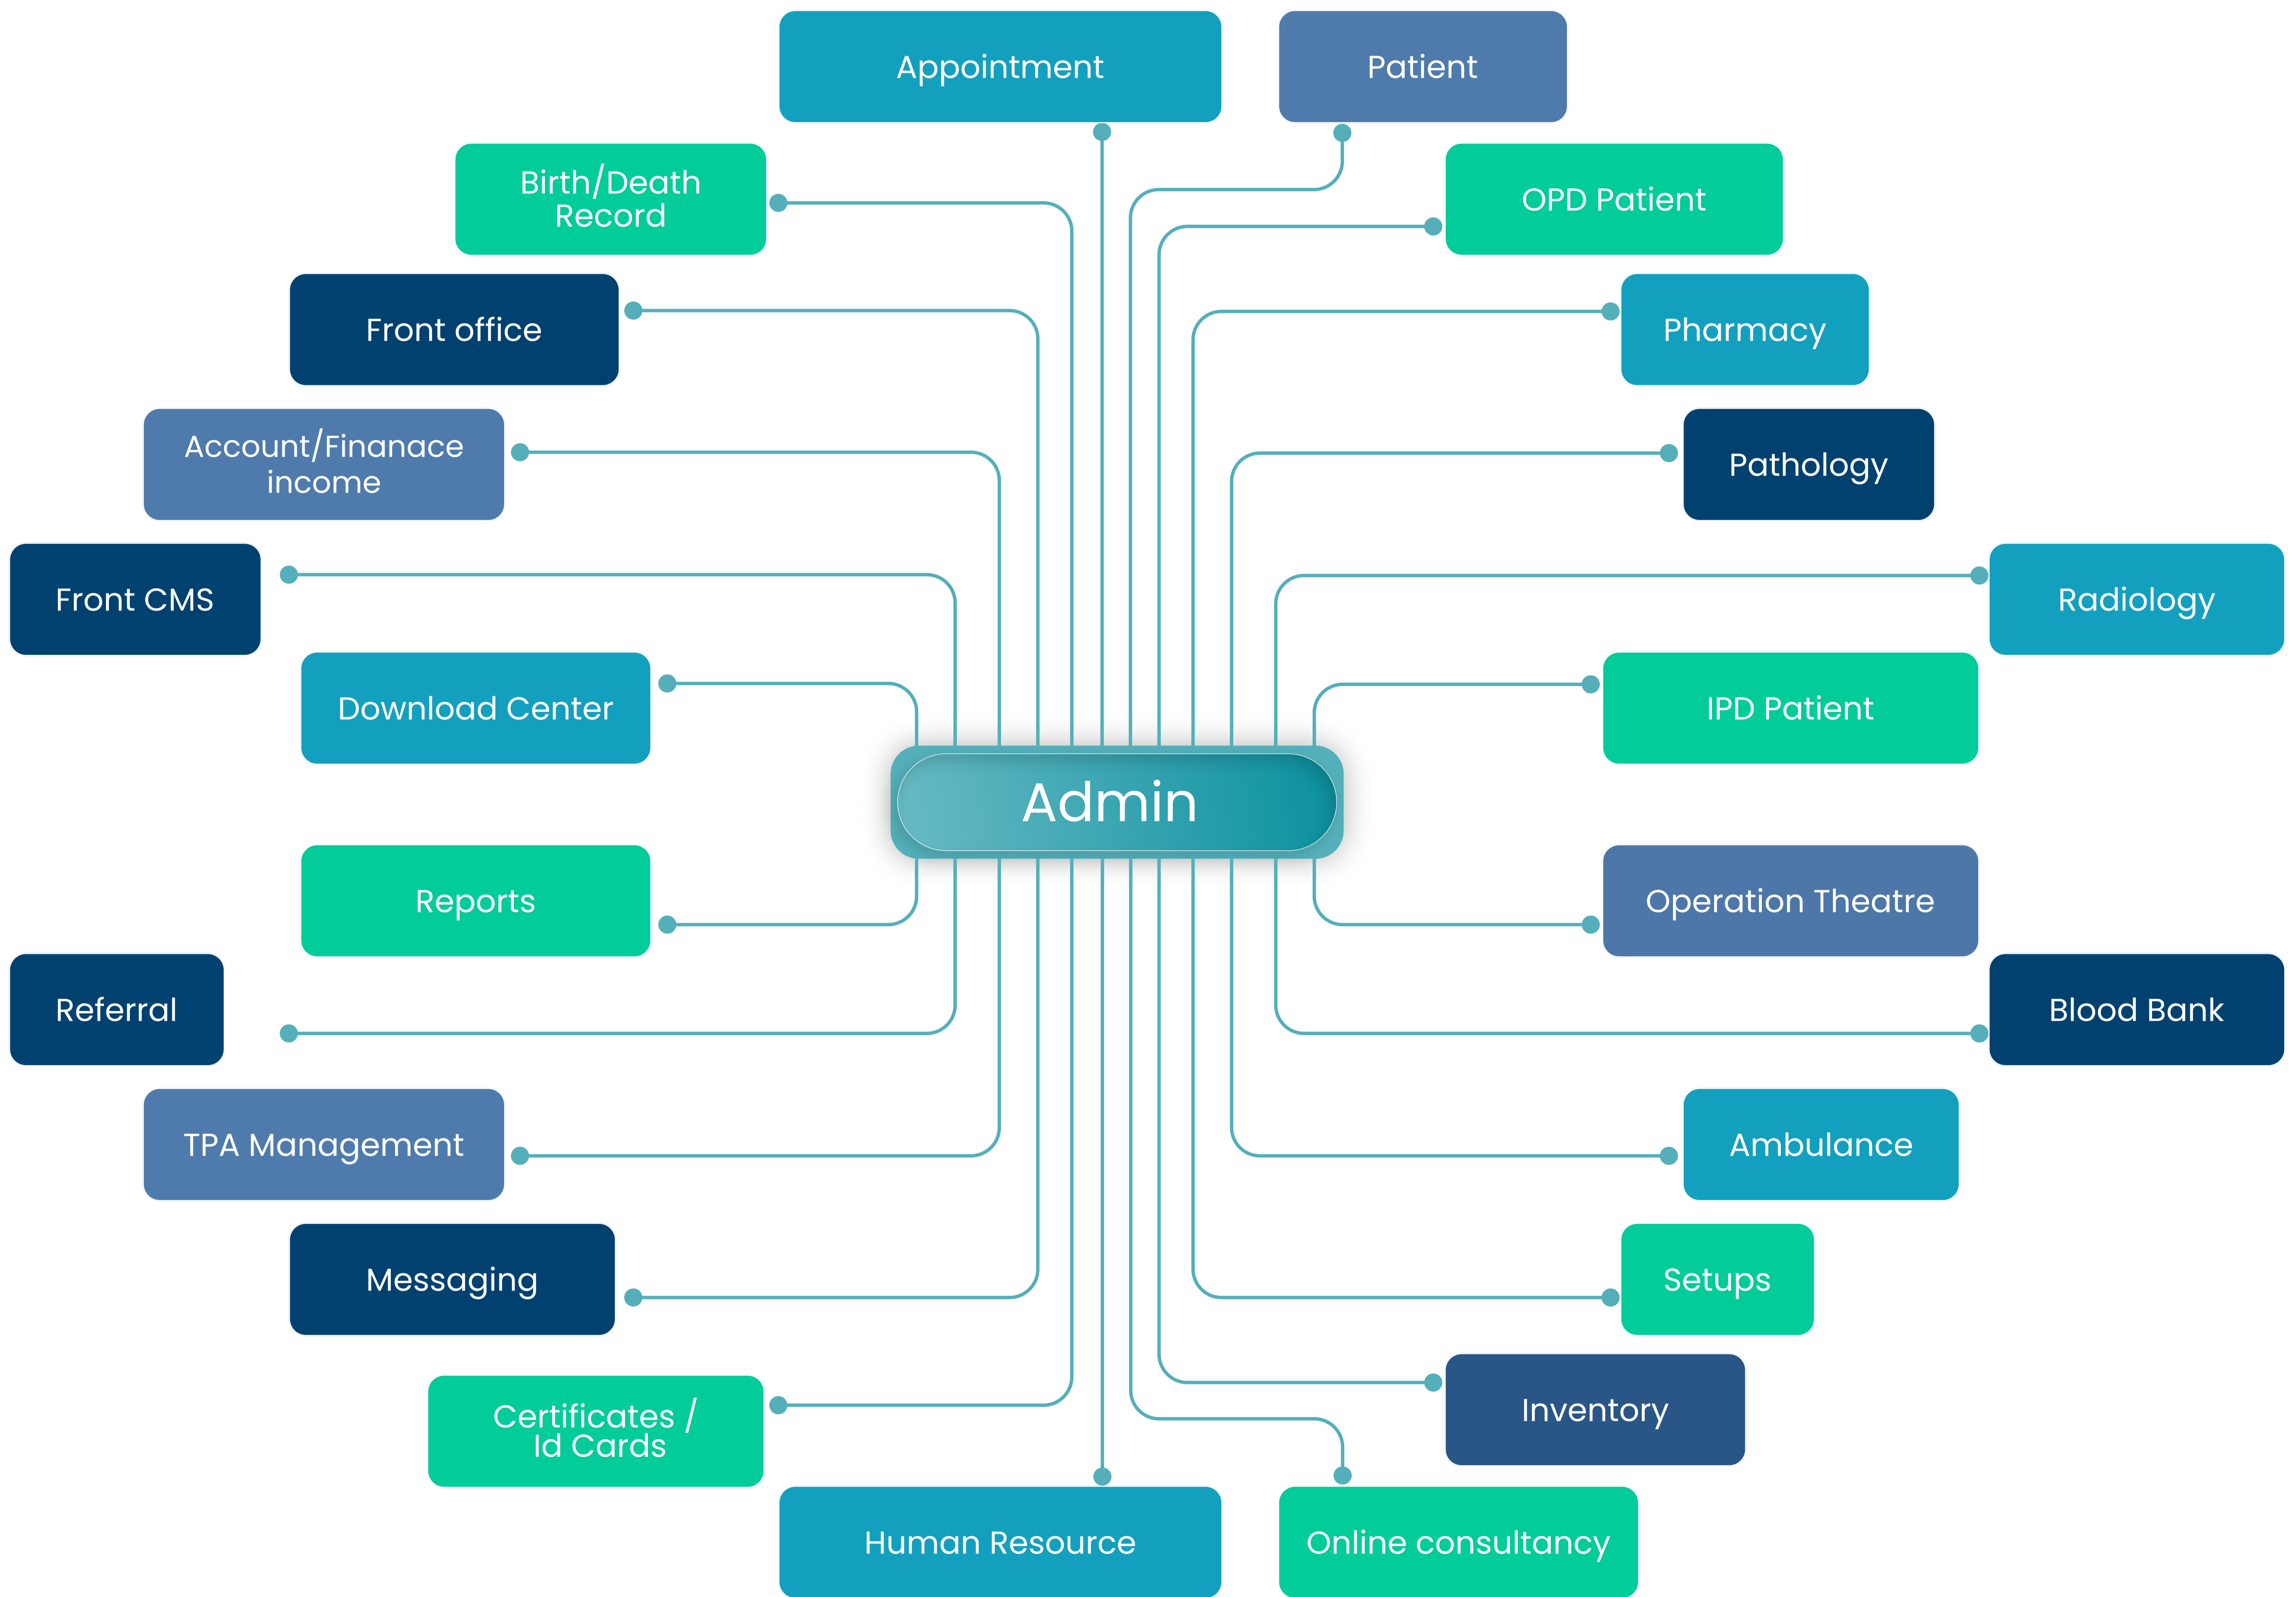 Appointment
Patient
Birth/Death
Record
OPD Patient
Front office
Pharmacy
Account/Finanace
income
Pathology
Front CMS
Radiology
Download Center
IPD Patient
Admin
Reports
Operation Theatre
Referral
Blood Bank
TPA Management
Ambulance
Messaging
Setups
Certificates /
Id Cards
Inventory
Human Resource
Online consultancy